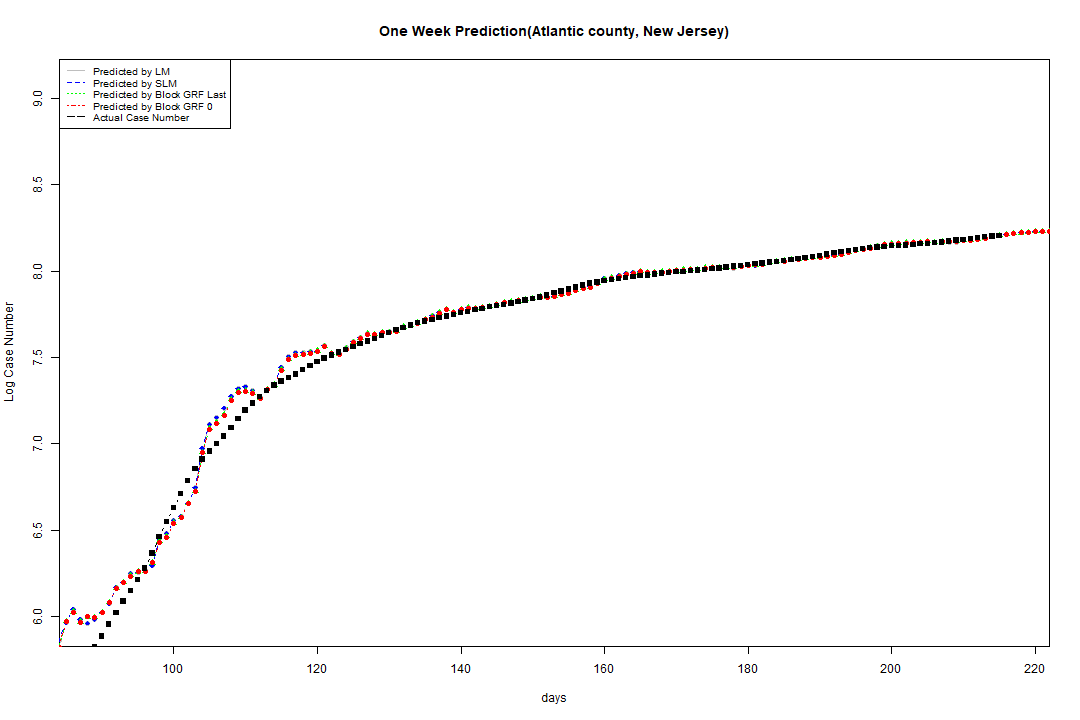 One Week Prediction(Atlantic county, New Jersey)
Predicted by LM
Predicted by SLM
Predicted by Block GRF Last
Predicted by Block GRF 0
Actual Case Number
9.0
8.5
8.0
7.5
7.0
6.5
6.0
Log Case Number
100 120 140 160 180 200 220
days